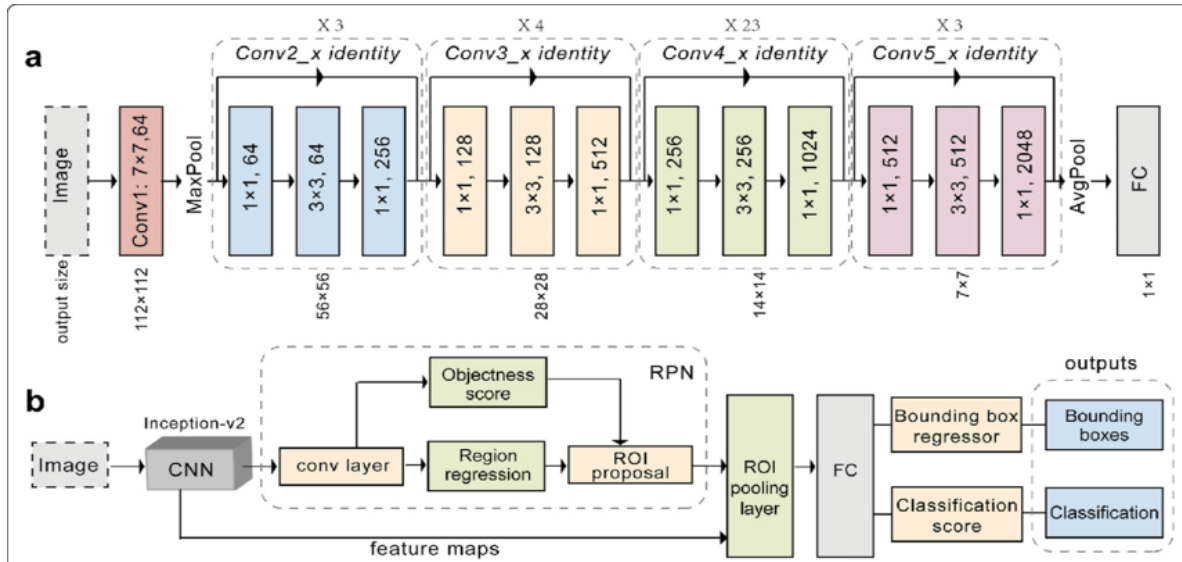 a
X 3
X 4
X 23
X 3
Conv2_x identity
Conv3_x identity
Conv4_x identity
Conv5_x identity
Image
Conv1: 7×7,64
MaxPool
1×1, 64
3×3, 64
1×1, 256
1×1, 128
3×3, 128
1×1, 512
1×1, 256
3×3, 256
1×1, 1024
1×1, 512
3×3, 512
1×1, 2048
AvgPool
FC
output size
112×112
56×56
28×28
14×14
7×7
1×1
b
Image
Inception-v2
CNN
RPN
conv layer
Objectness
score
Region
regression
ROI
proposal
feature maps
ROI
pooling
layer
FC
Bounding box
regressor
Classification
score
outputs
Bounding
boxes
Classification